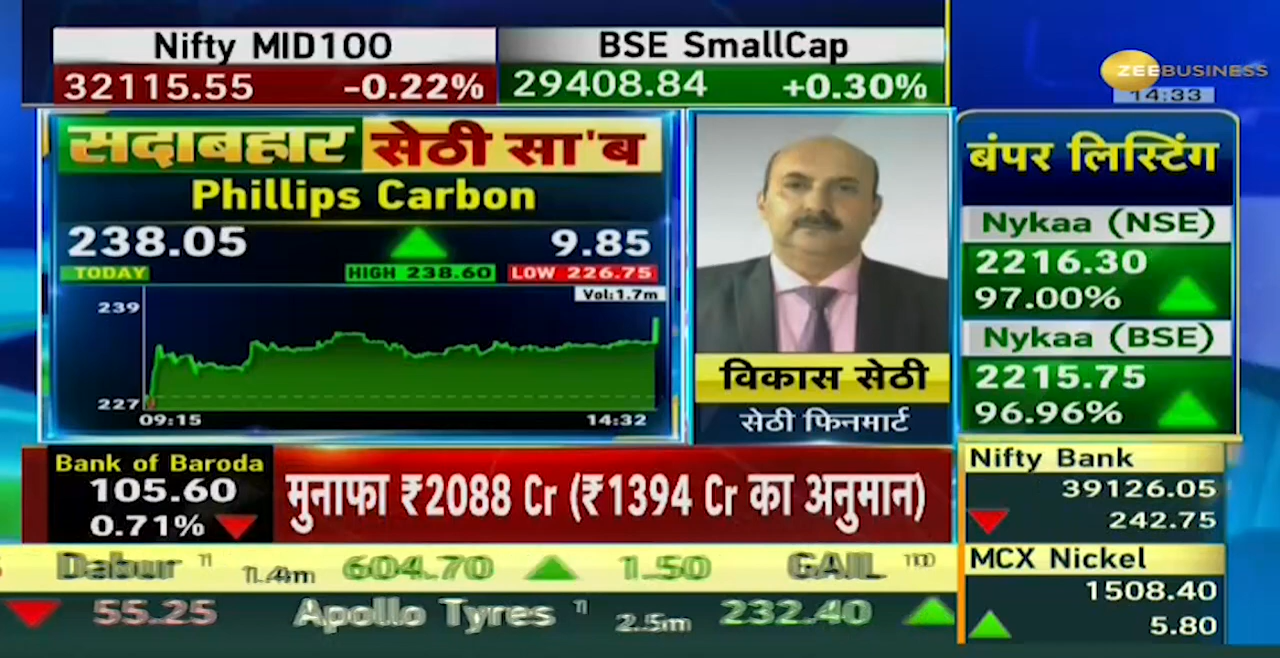 Nifty MID100
32115.55 -0.22%
BSE SmallCap
29408.84 +0.30%
ZEEBUSINESS
14:33
सदाबहार सेठी सा'ब
Phillips Carbon
238.05 9.85
TODAY HIGH 238.60 LOW 226.75
Vol:1.7m
239
227
09:15 14:32
विकास सेठी
सेठी फिनमार्ट
बंपर लिस्टिंग
Nykaa (NSE)
2216.30
97.00%
Nykaa (BSE)
2215.75
96.96%
Bank of Baroda
105.60
0.71%
मुनाफा ₹2088 Cr (₹1394 Cr का अनुमान)
Nifty Bank
39126.05
242.75
MCX Nickel
1508.40
5.80
Dabur 1.4m 604.70 1.50 GAIL
55.25 Apollo Tyres 2.5m 232.40